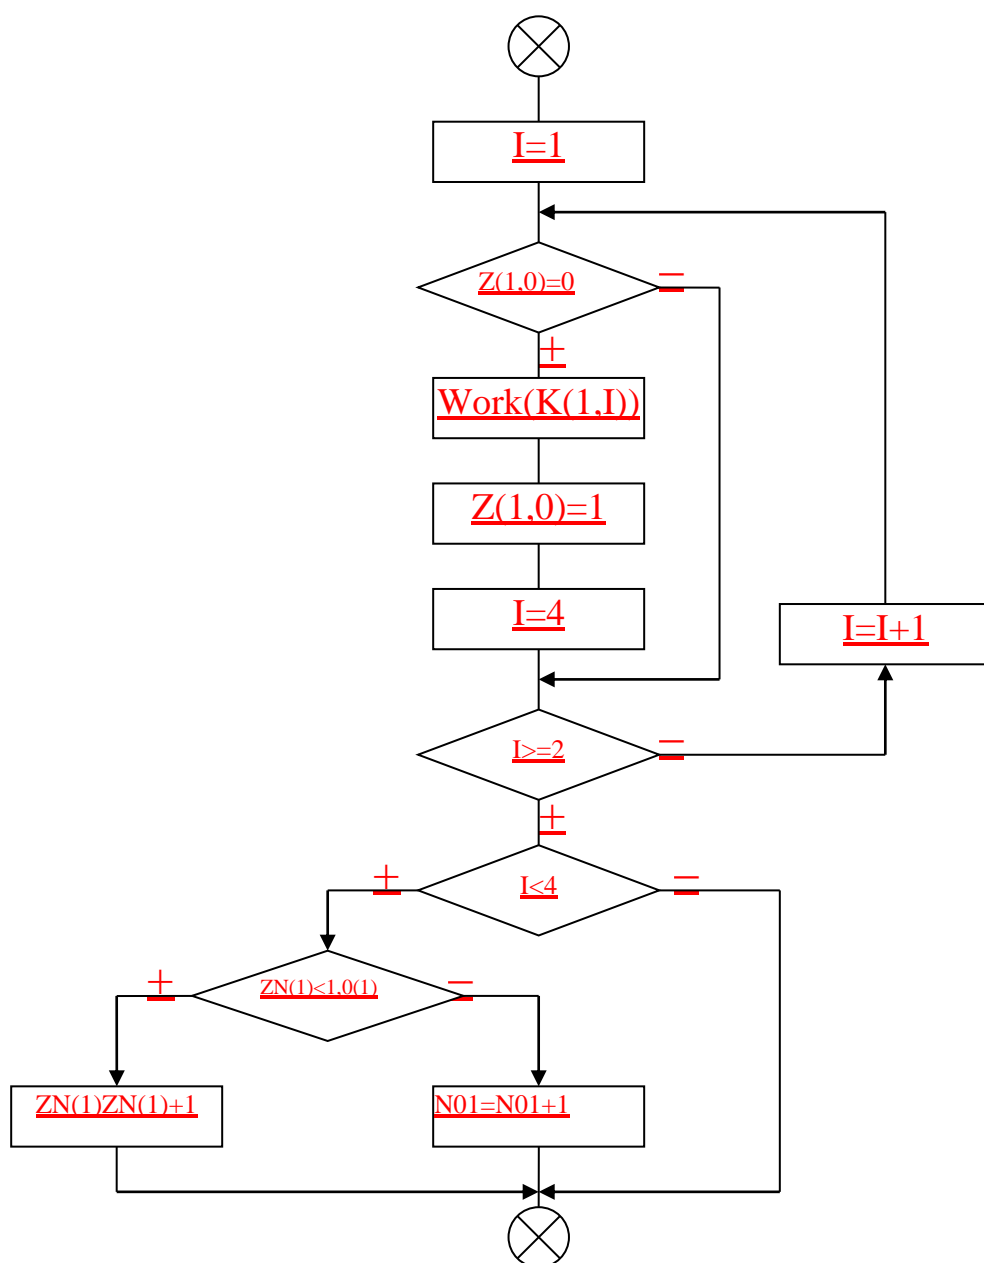 I=1
Z(1,0)=0
—
+
Work(K(1,I))
Z(1,0)=1
I=4
I=I+1
I>=2
—
+
I<4
+
—
ZN(1)<1,0(1)
+
—
ZN(1)ZN(1)+1
N01=N01+1